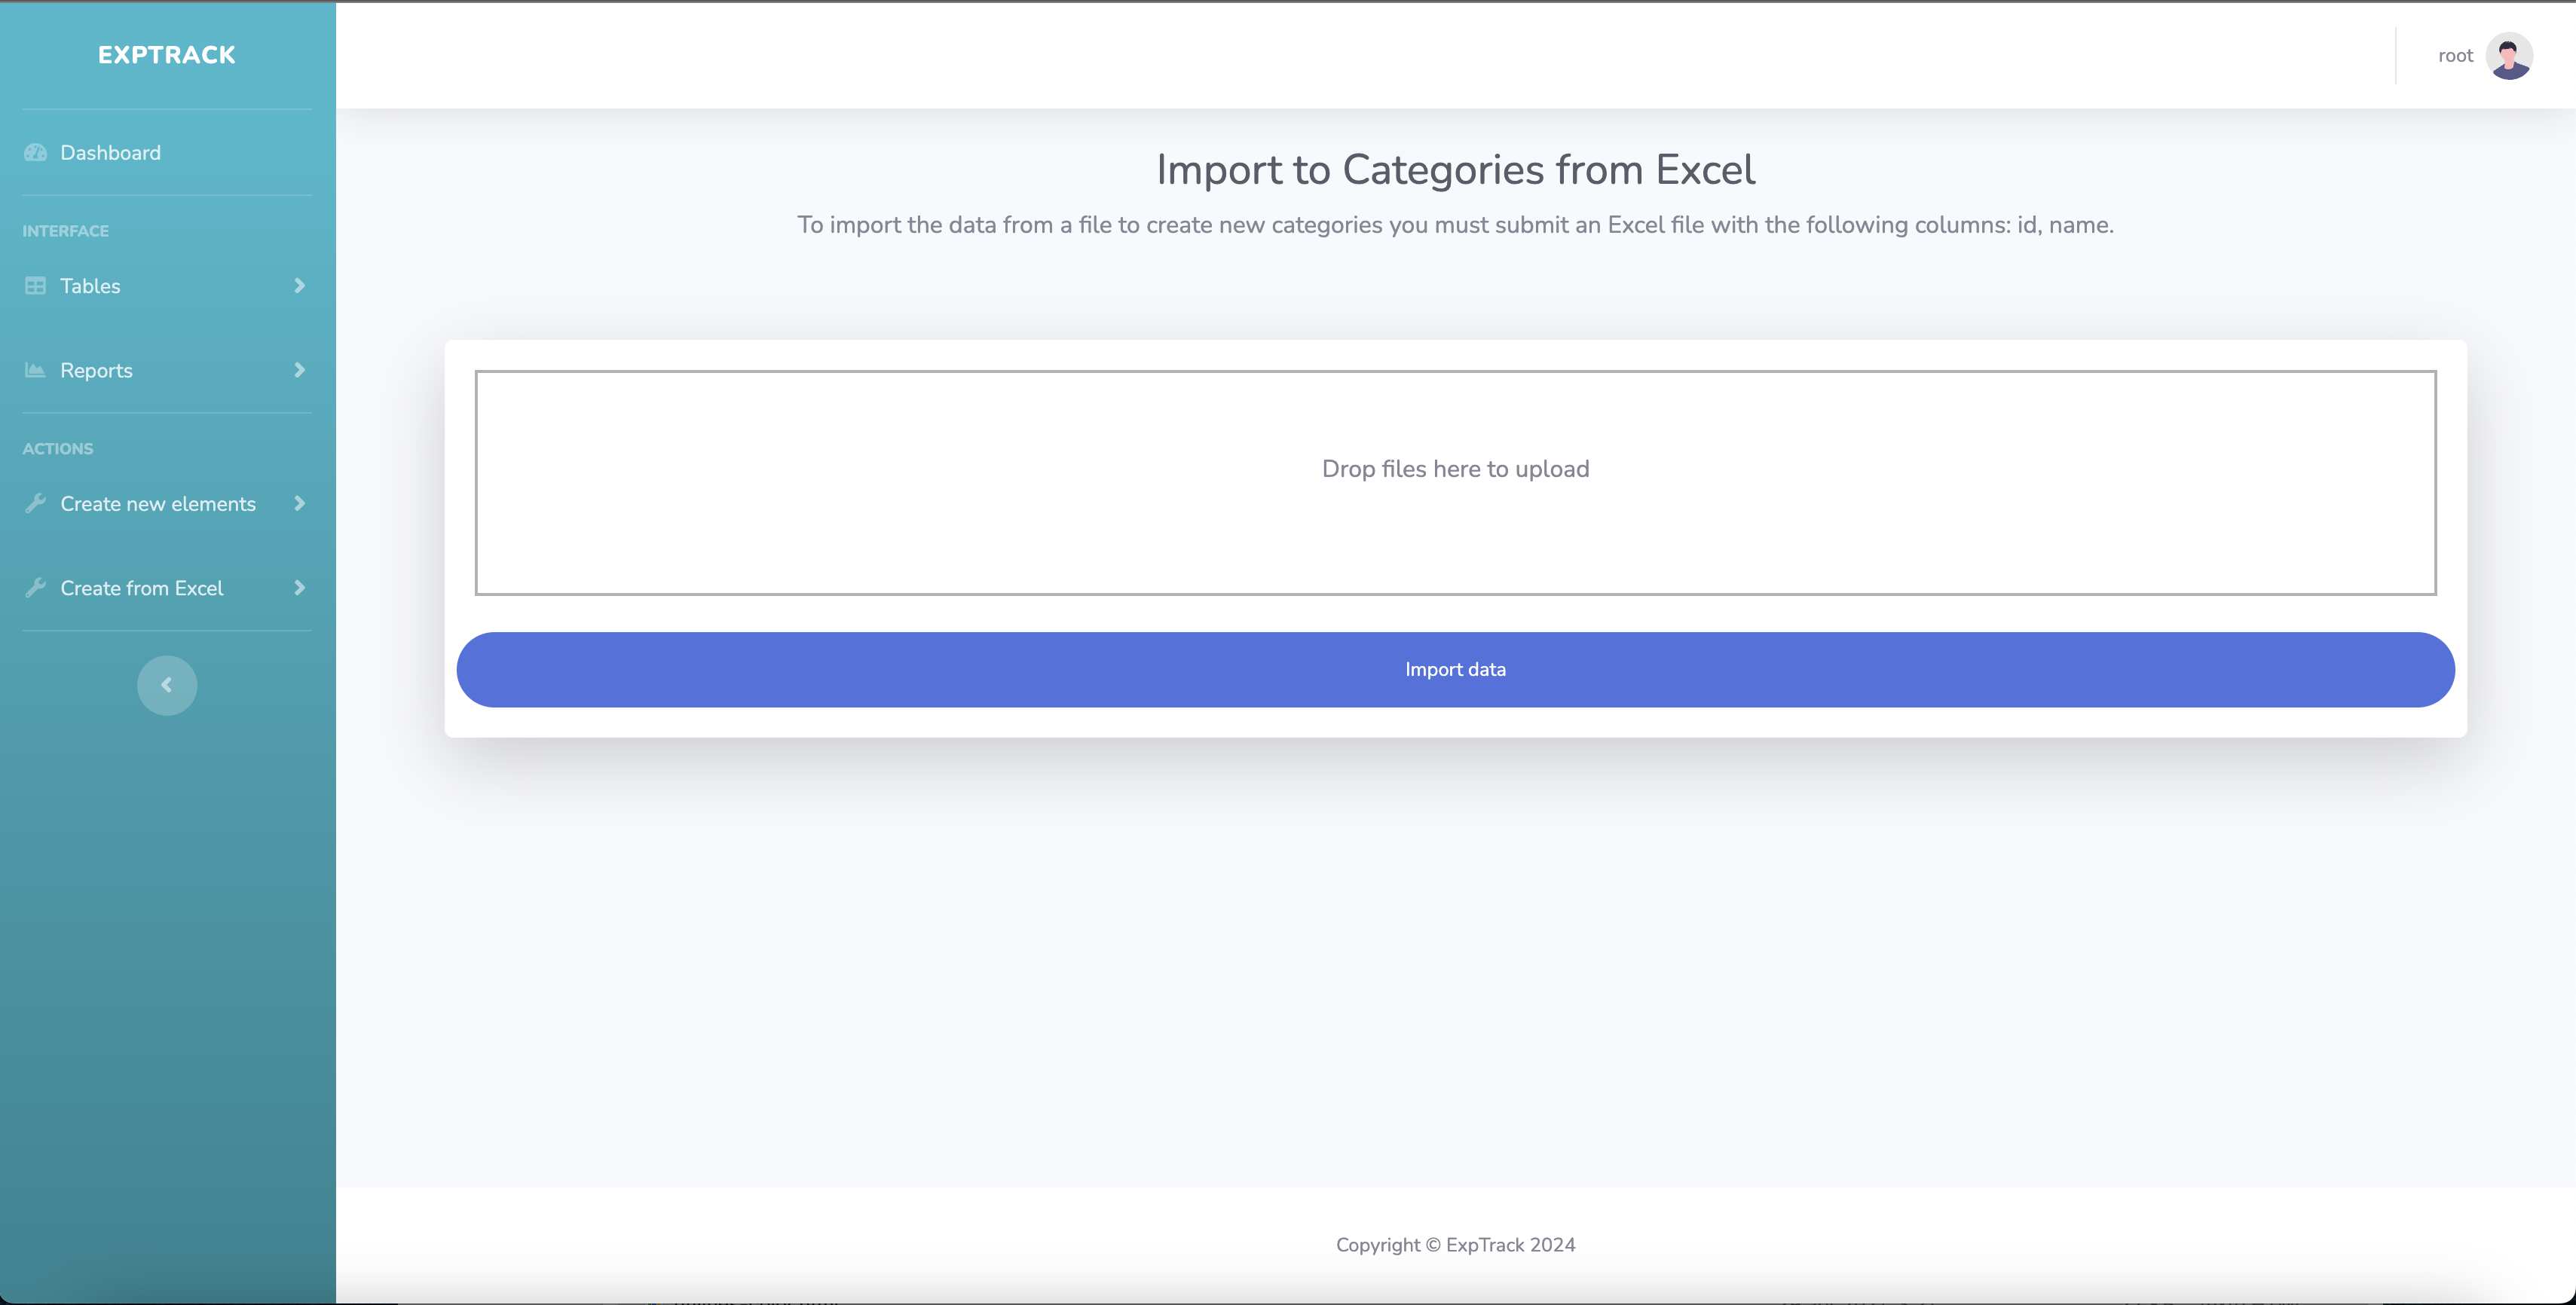 EXPTRACK
root
Dashboard
INTERFACE
Tables
Reports
ACTIONS
Create new elements
Create from Excel
Import to Categories from Excel
To import the data from a file to create new categories you must submit an Excel file with the following columns: id, name.
Drop files here to upload
Import data
Copyright © ExpTrack 2024